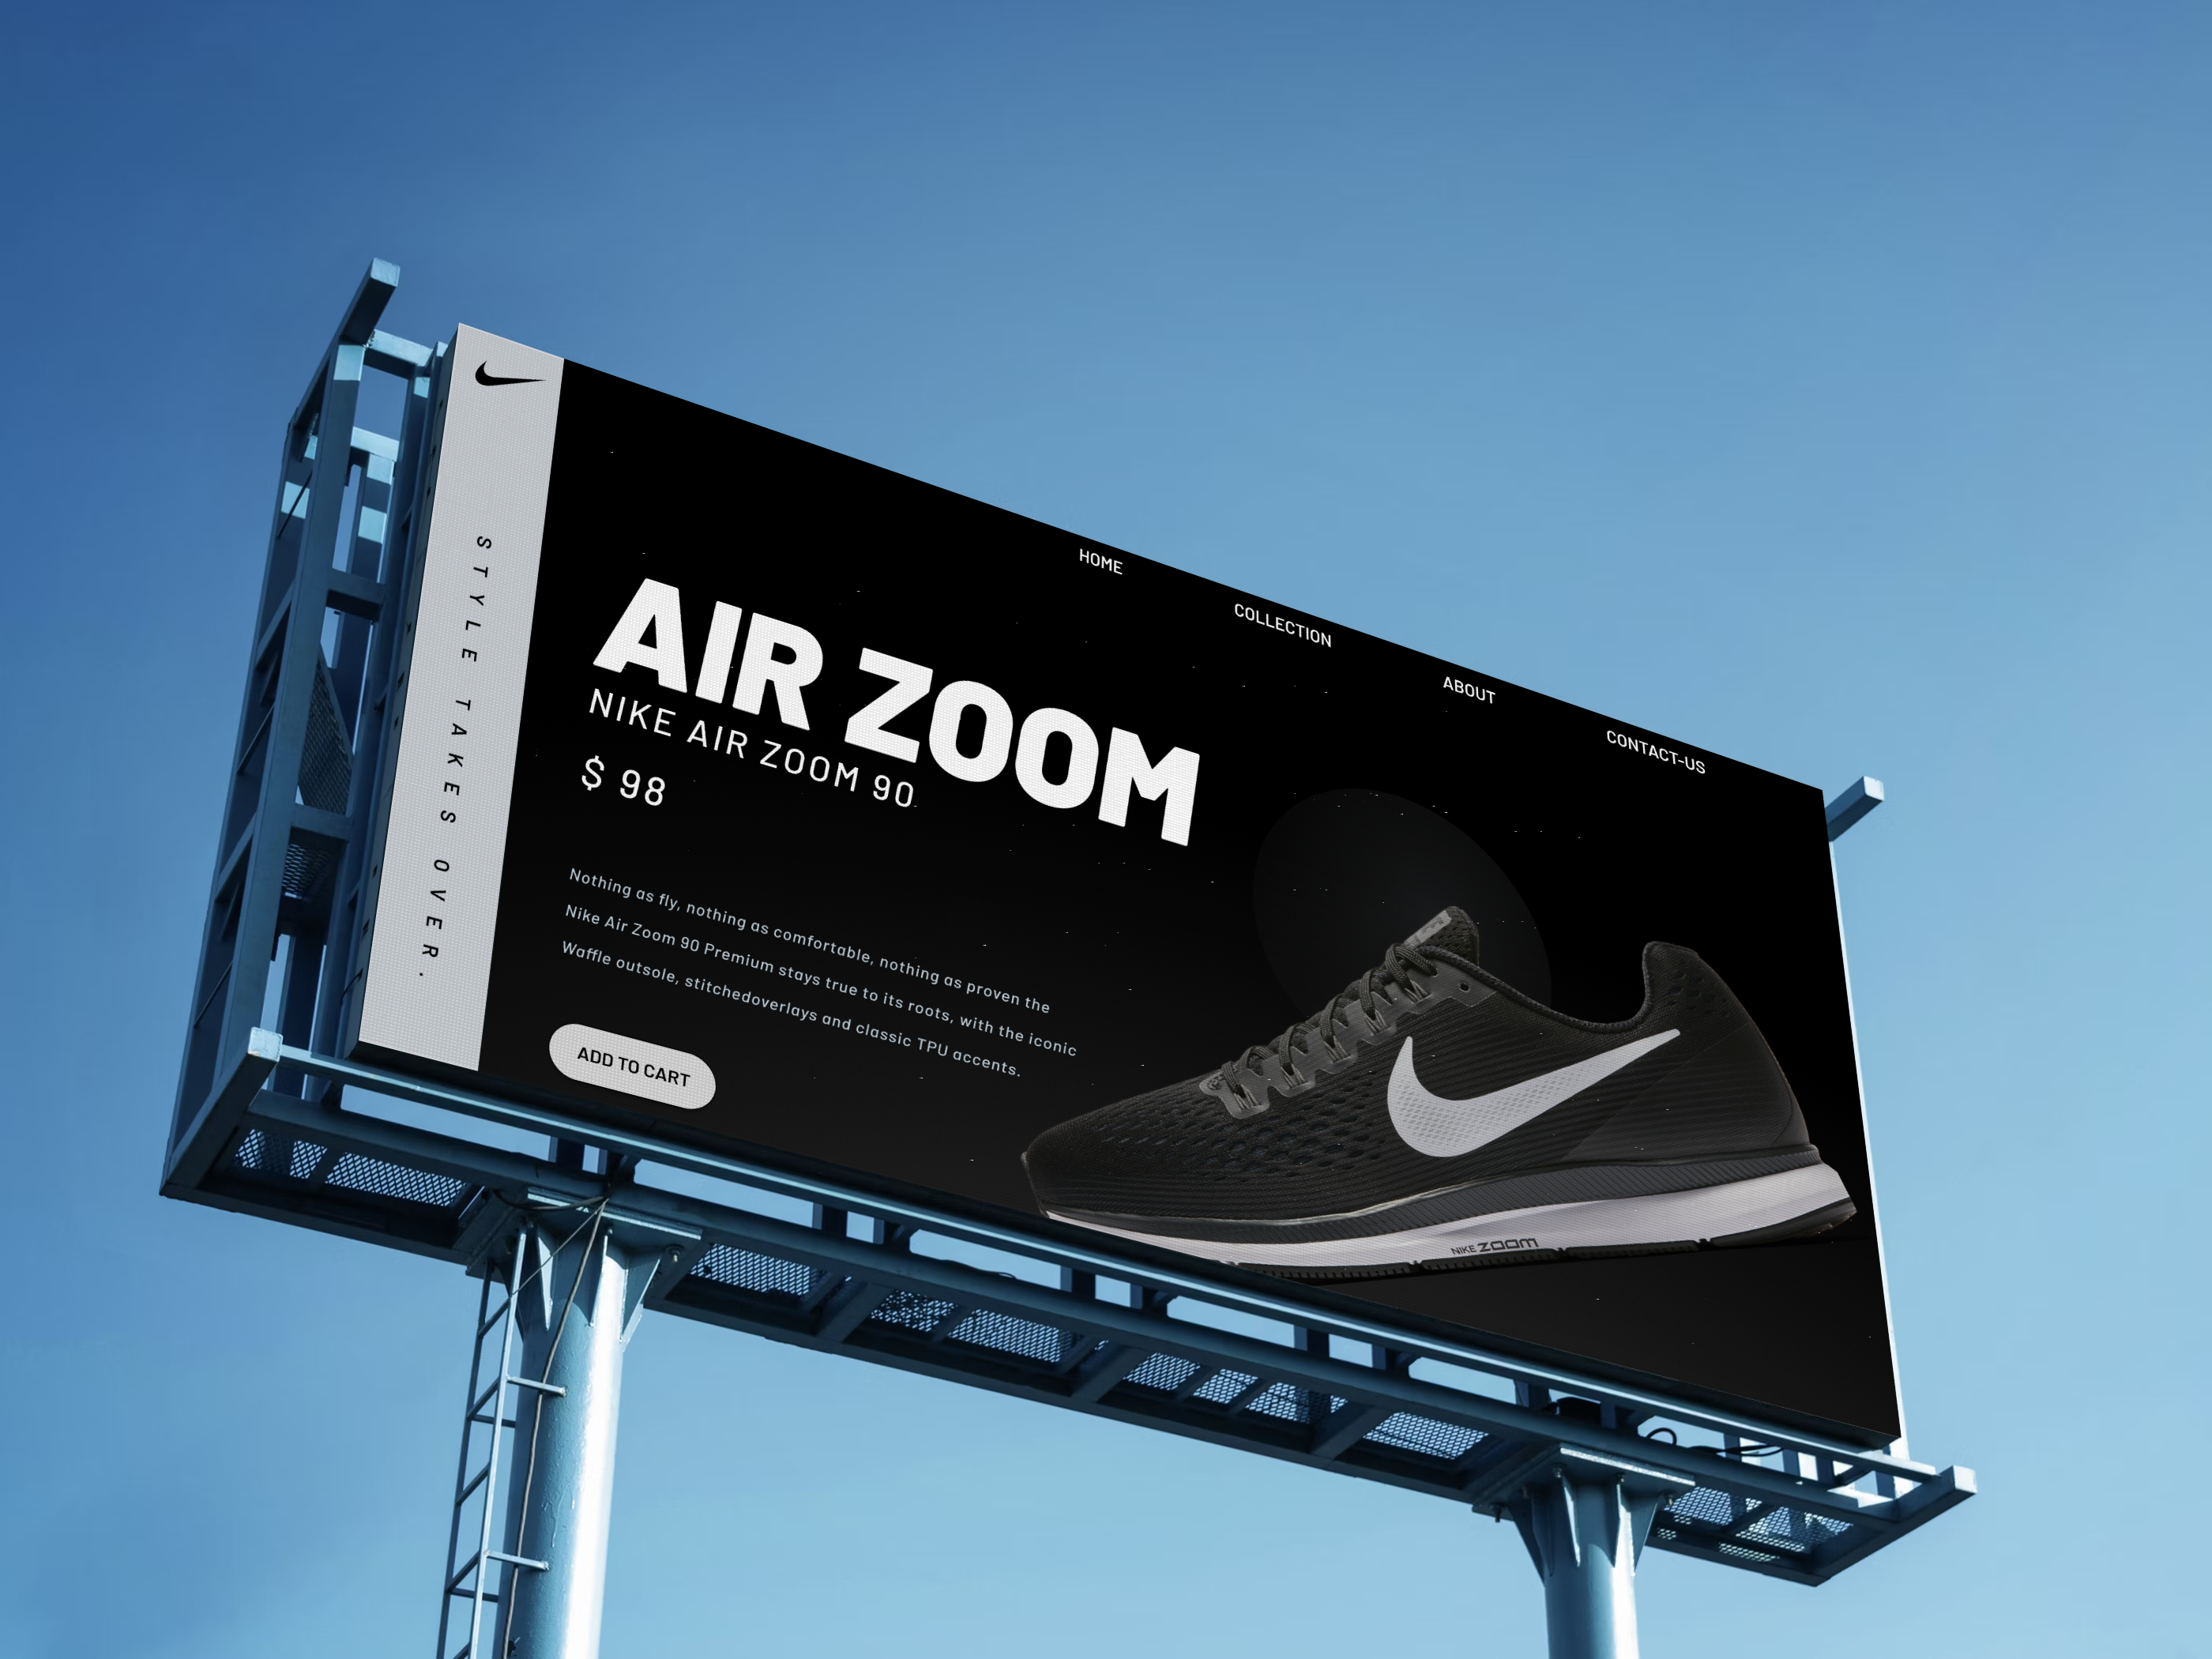 STYLE TAKES OVER.
HOME
COLLECTION
ABOUT
CONTACT-US
AIR ZOOM
NIKE AIR ZOOM 90
$ 98
Nothing as fly, nothing as comfortable, nothing as proven the
Nike Air Zoom 90 Premium stays true to its roots, with the iconic
Waffle outsole, stitchedoverlays and classic TPU accents.
ADD TO CART
NIKE ZOOM